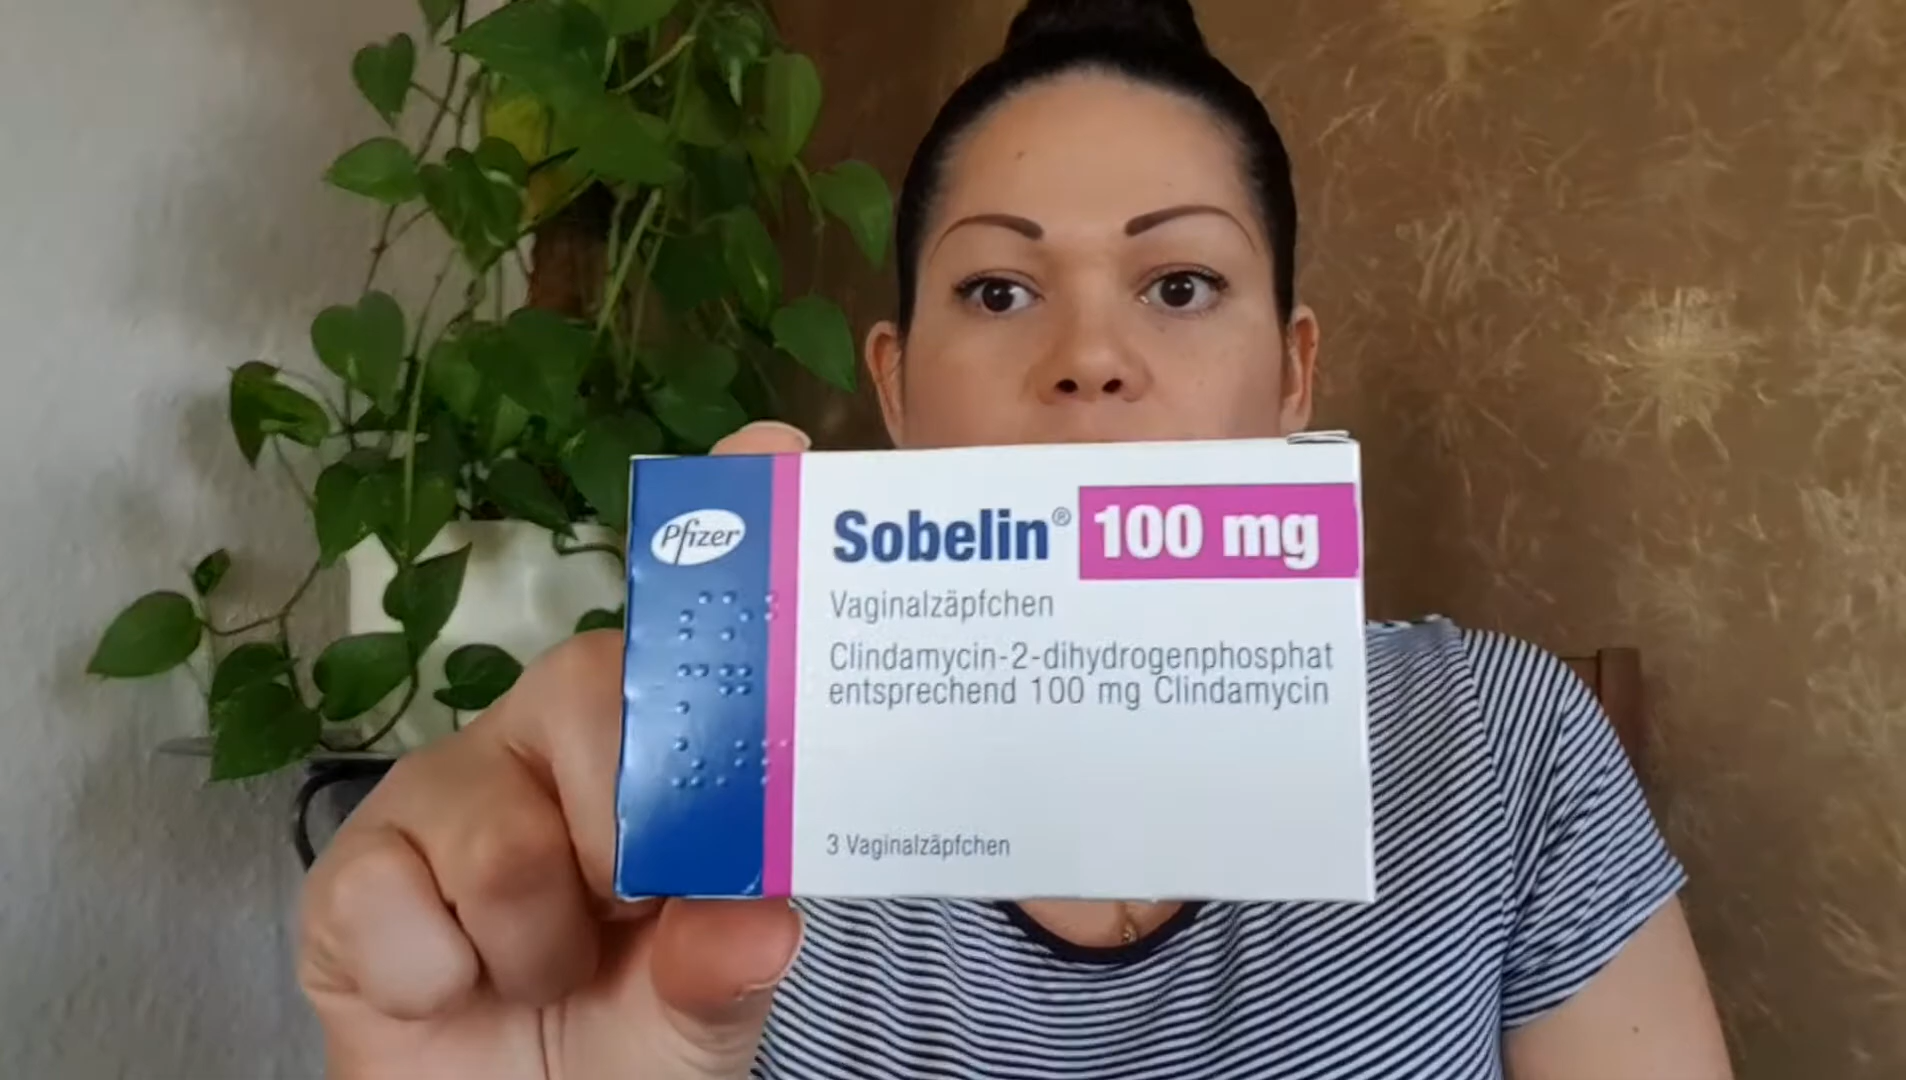 Pfizer
Sobelin® 100 mg
Vaginalzäpfchen
Clindamycin-2-dihydrogenphosphat
entsprechend 100 mg Clindamycin
3 Vaginalzäpfchen